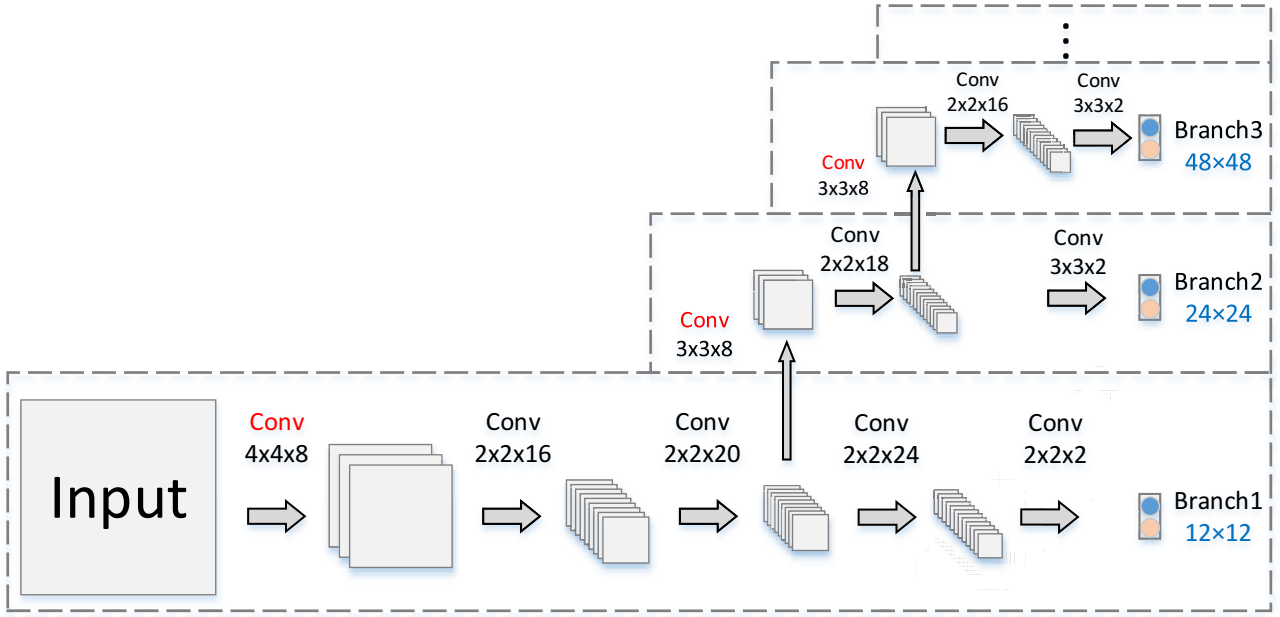 ⋮
Conv
2x2x16
Conv
3x3x2
Conv
3x3x8
Branch3
48×48
Conv
2x2x18
Conv
3x3x2
Conv
3x3x8
Branch2
24×24
Input
Conv
4x4x8
Conv
2x2x16
Conv
2x2x20
Conv
2x2x24
Conv
2x2x2
Branch1
12×12